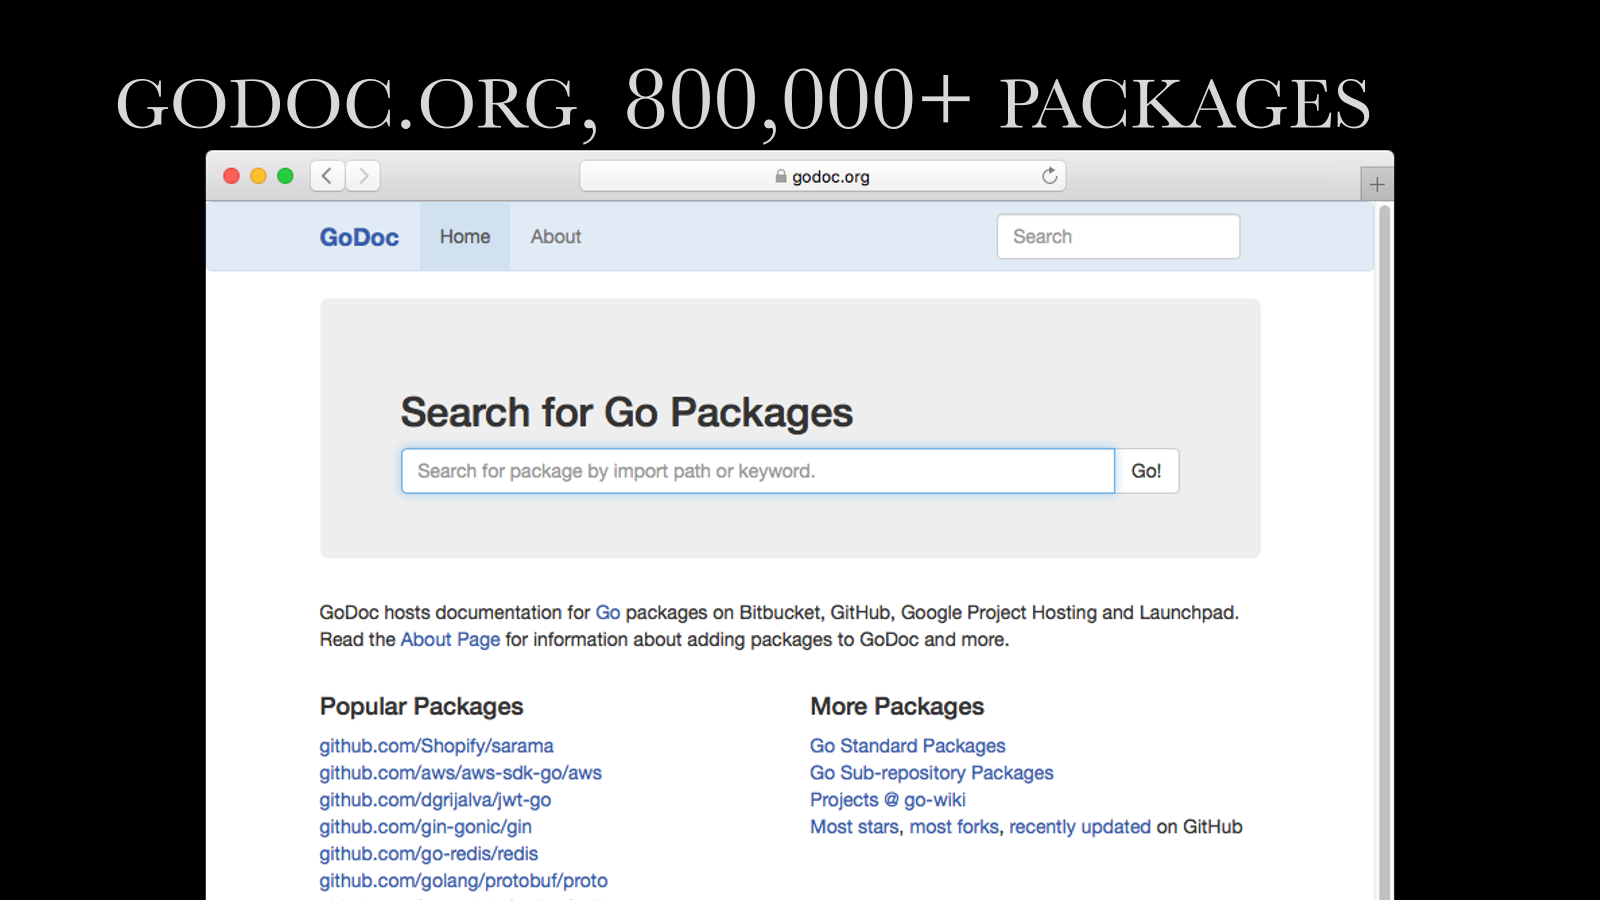 GODOC.ORG, 800,000+ PACKAGES
godoc.org
GoDoc Home About Search
Search for Go Packages
Search for package by import path or keyword. Go!
GoDoc hosts documentation for Go packages on Bitbucket, GitHub, Google Project Hosting and Launchpad.
Read the About Page for information about adding packages to GoDoc and more.
Popular Packages
github.com/Shopify/sarama
github.com/aws/aws-sdk-go/aws
github.com/dgrijalva/jwt-go
github.com/gin-gonic/gin
github.com/go-redis/redis
github.com/golang/protobuf/proto
More Packages
Go Standard Packages
Go Sub-repository Packages
Projects @ go-wiki
Most stars, most forks, recently updated on GitHub